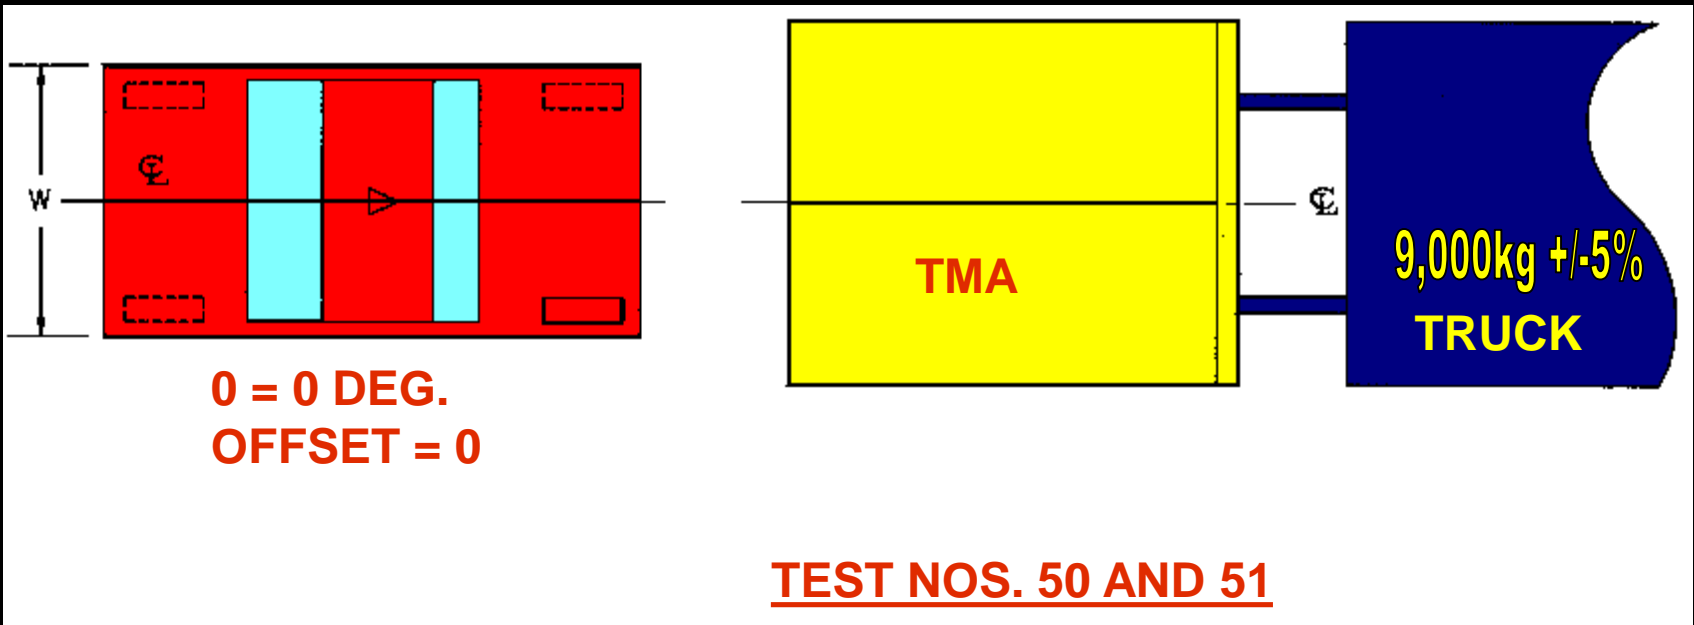 W
℄
℄
TMA
9,000kg +/-5%
TRUCK
0 = 0 DEG.
OFFSET = 0
TEST NOS. 50 AND 51